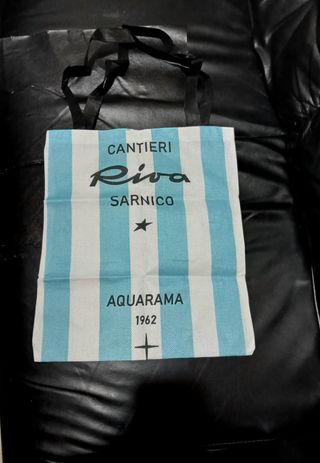 CANTIERI
Riva
SARNICO
AQUARAMA
1962